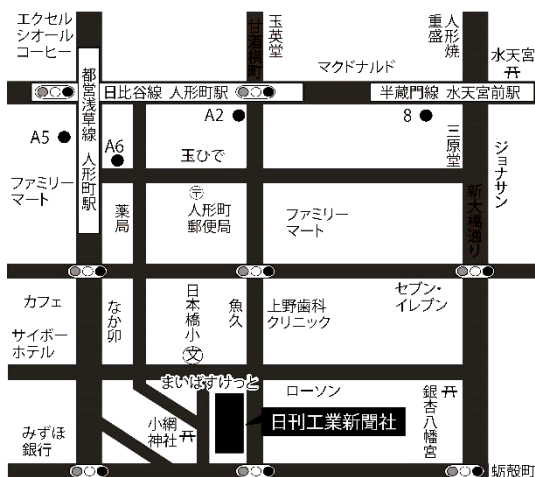 エクセル
シオール
コーヒー
甘酒横町
玉英堂
人形焼
重盛
マクドナルド
水天宮
都営浅草線 人形町駅
日比谷線 人形町駅
半蔵門線 水天宮前駅
A5
A6
A2
8
玉ひで
三原堂
ジョナサン
ファミリー
マート
薬局
〒
人形町
郵便局
ファミリー
マート
新大橋通り
カフェ
サイボー
ホテル
なか卯
日本橋小
文
魚久
上野歯科
クリニック
セブン・
イレブン
まいばすけっと
ローソン
みずほ
銀行
小網
神社
日刊工業新聞社
銀杏八幡宮
蛎殻町